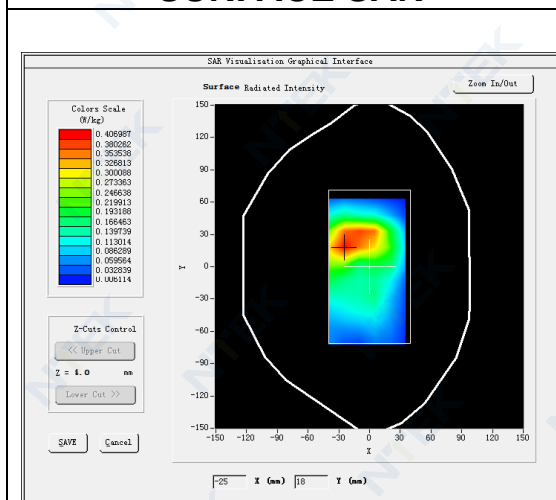 SURFACE SAR
SAR Visualisation Graphical Interface
Surface Radiated Intensity
Zoom In/Out
Colors Scale
(W/kg)
0.406987
0.380262
0.353538
0.326813
0.300088
0.273363
0.246638
0.219913
0.193188
0.166463
0.139739
0.113014
0.086289
0.059564
0.032839
0.006114
Z-Cuts Control
<< Upper Cut
Z = 4.0 mm
Lower Cut >>
SAVE Cancel
150
120
90
60
30
0
-30
-60
-90
-120
-150
Y
-150 -120 -90 -60 -30 0 30 60 90 120 150
X
-25 X (mm) 18 Y (mm)
NTEK